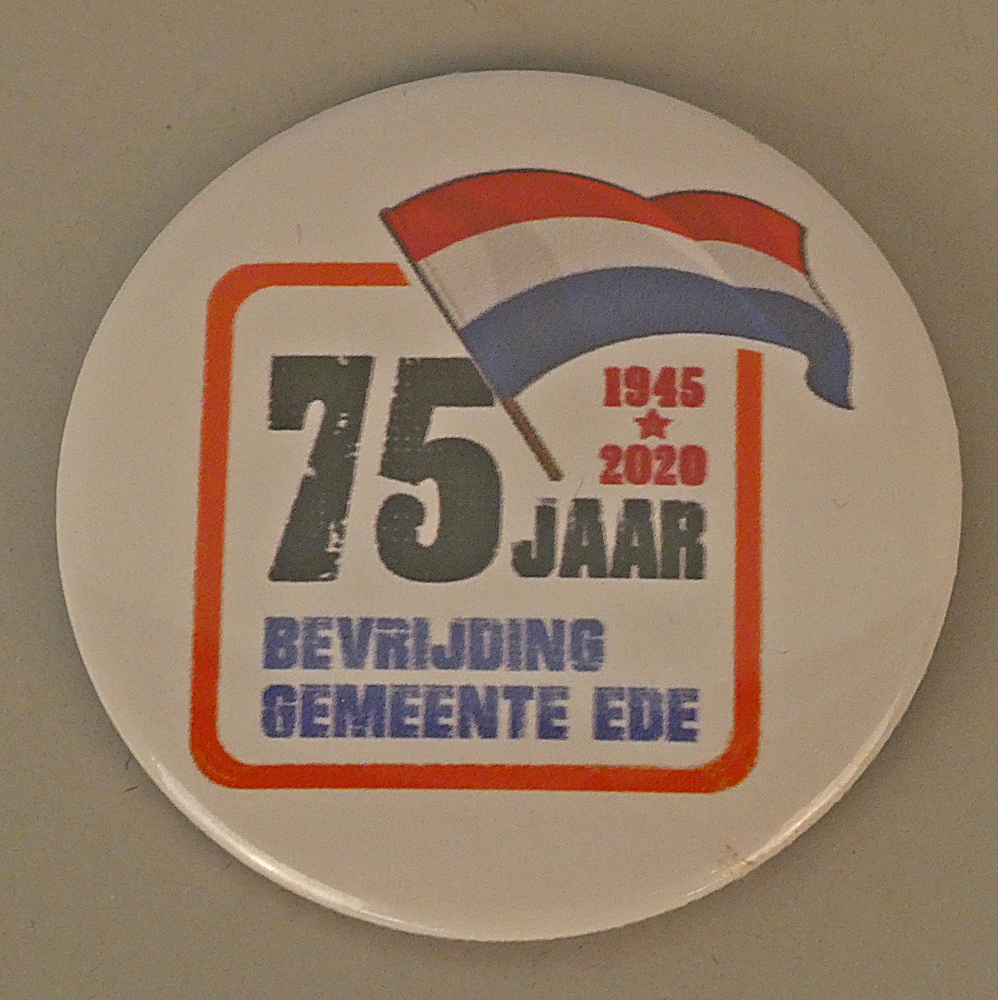 1945
2020
75 JAAR
BEVRIJDING
GEMEENTE EDE